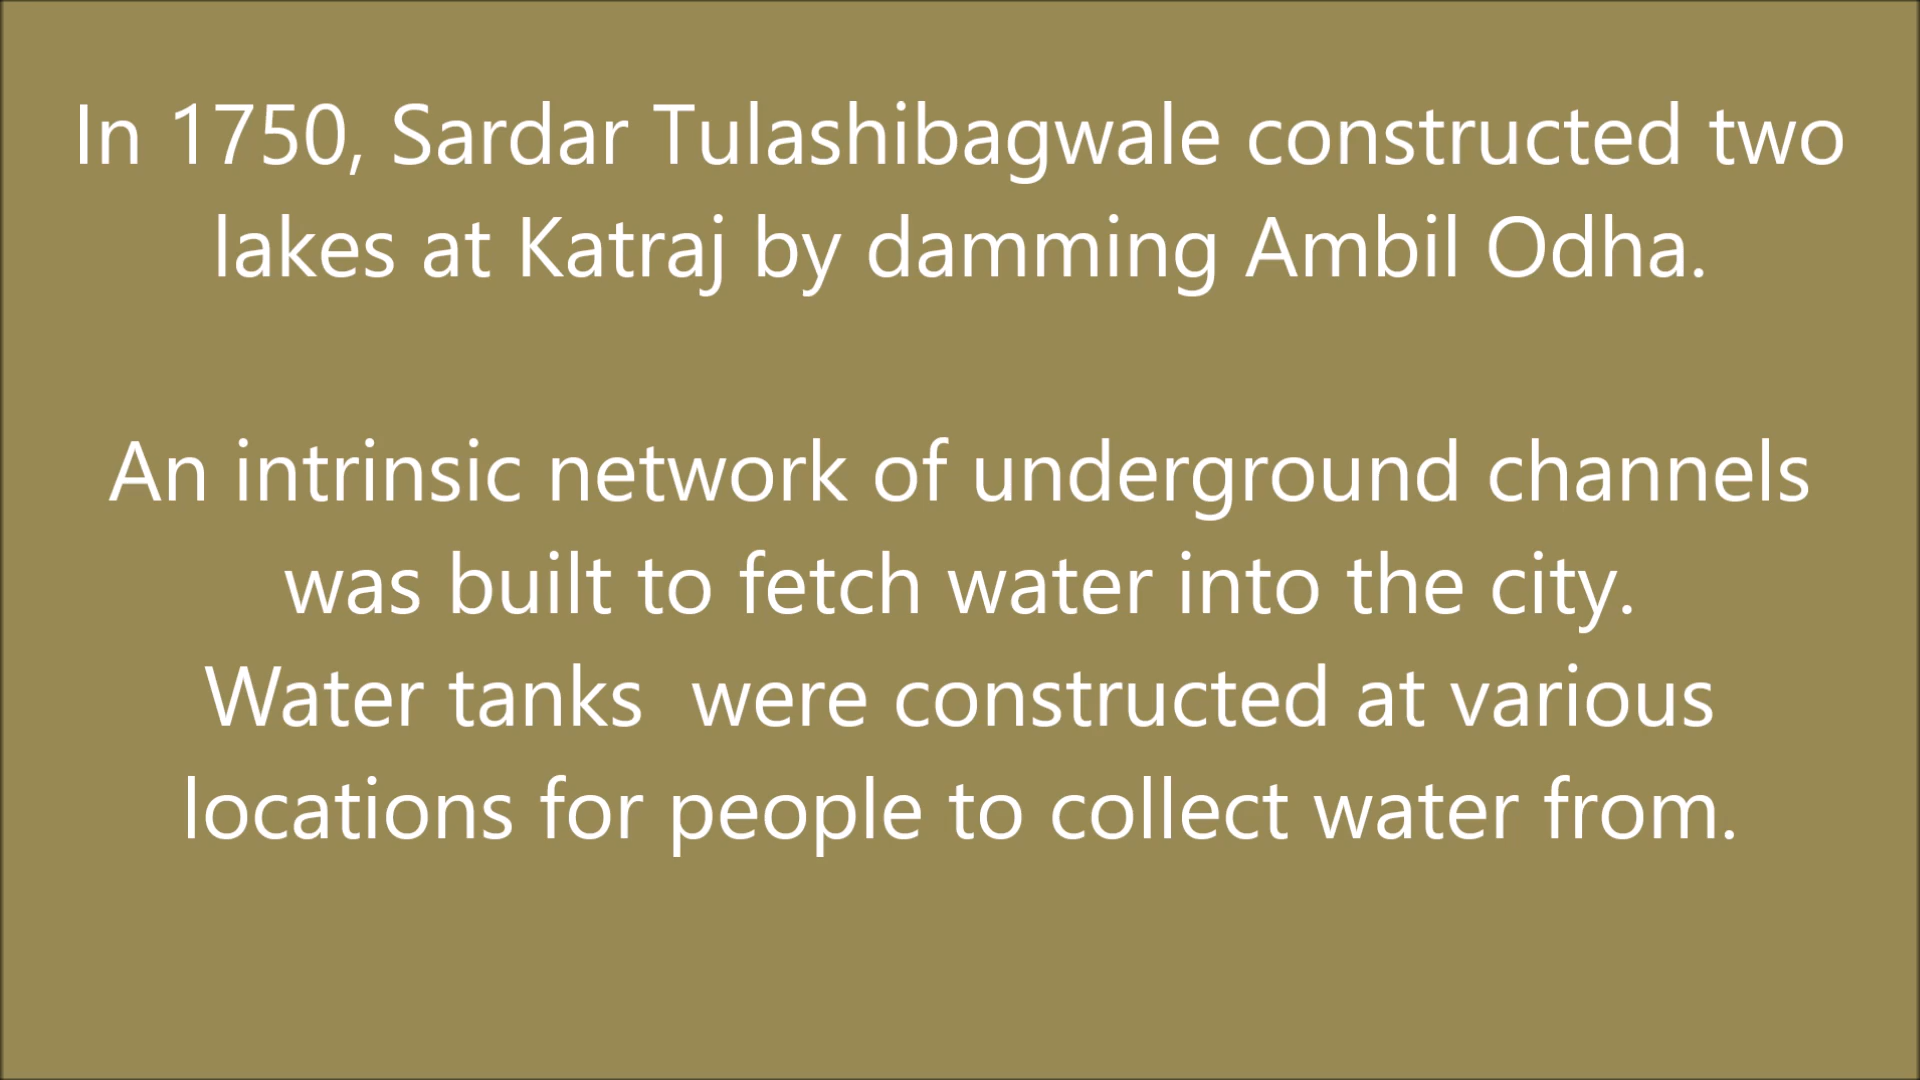 In 1750, Sardar Tulashibagwale constructed two
lakes at Katraj by damming Ambil Odha.
An intrinsic network of underground channels
was built to fetch water into the city.
Water tanks  were constructed at various
locations for people to collect water from.